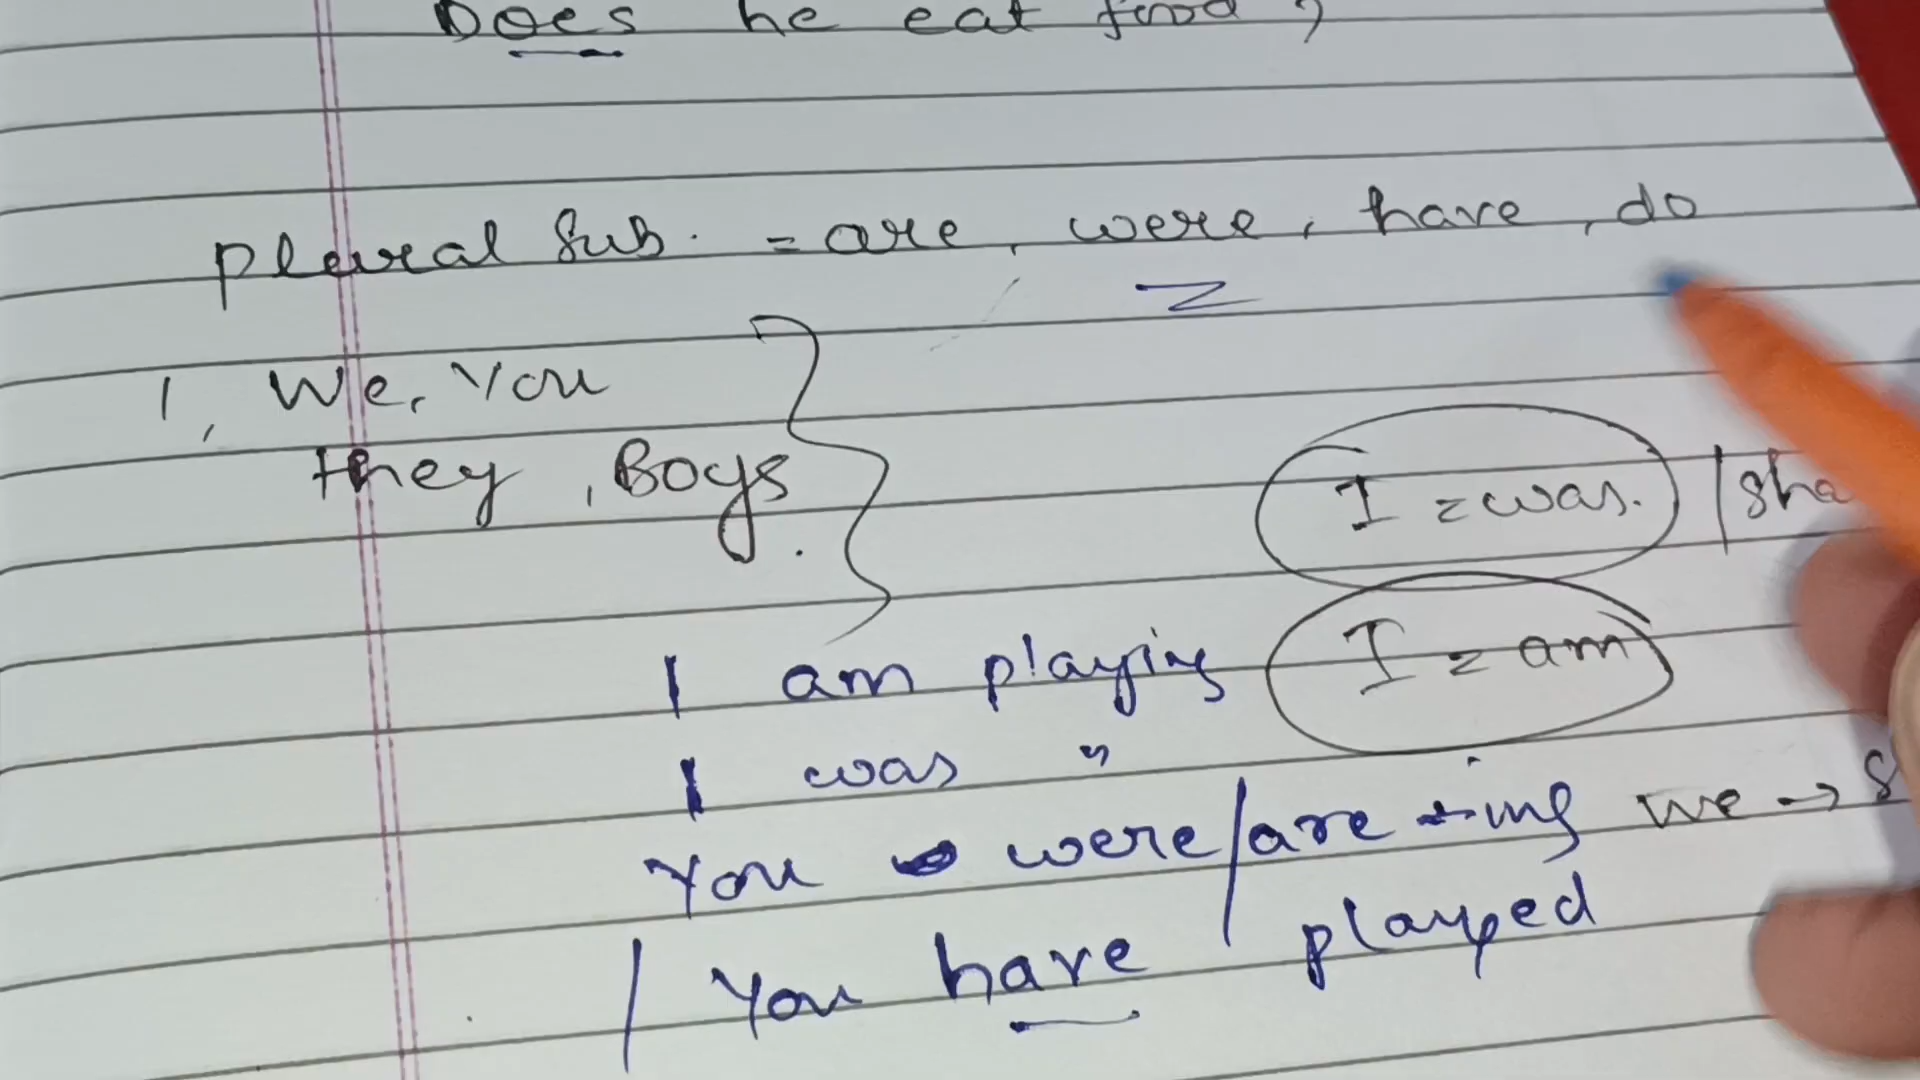 Does he eat food ?
Pleural Sub. = are, were, have, do
I, We, You
They, Boys.
I = was. |
I am playing I = am
I was "
You were/are +ing we →
You have played